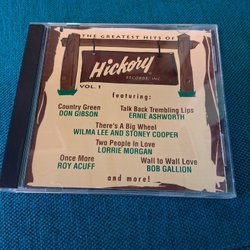 THE GREATEST HITS OF
Hickory
RECORDS, INC.
VOL. 1
featuring:
Country Green
DON GIBSON
Talk Back Trembling Lips
ERNIE ASHWORTH
There's A Big Wheel
WILMA LEE AND STONEY COOPER
Two People In Love
LORRIE MORGAN
Once More
ROY ACUFF
Wall to Wall Love
BOB GALLION
and more!